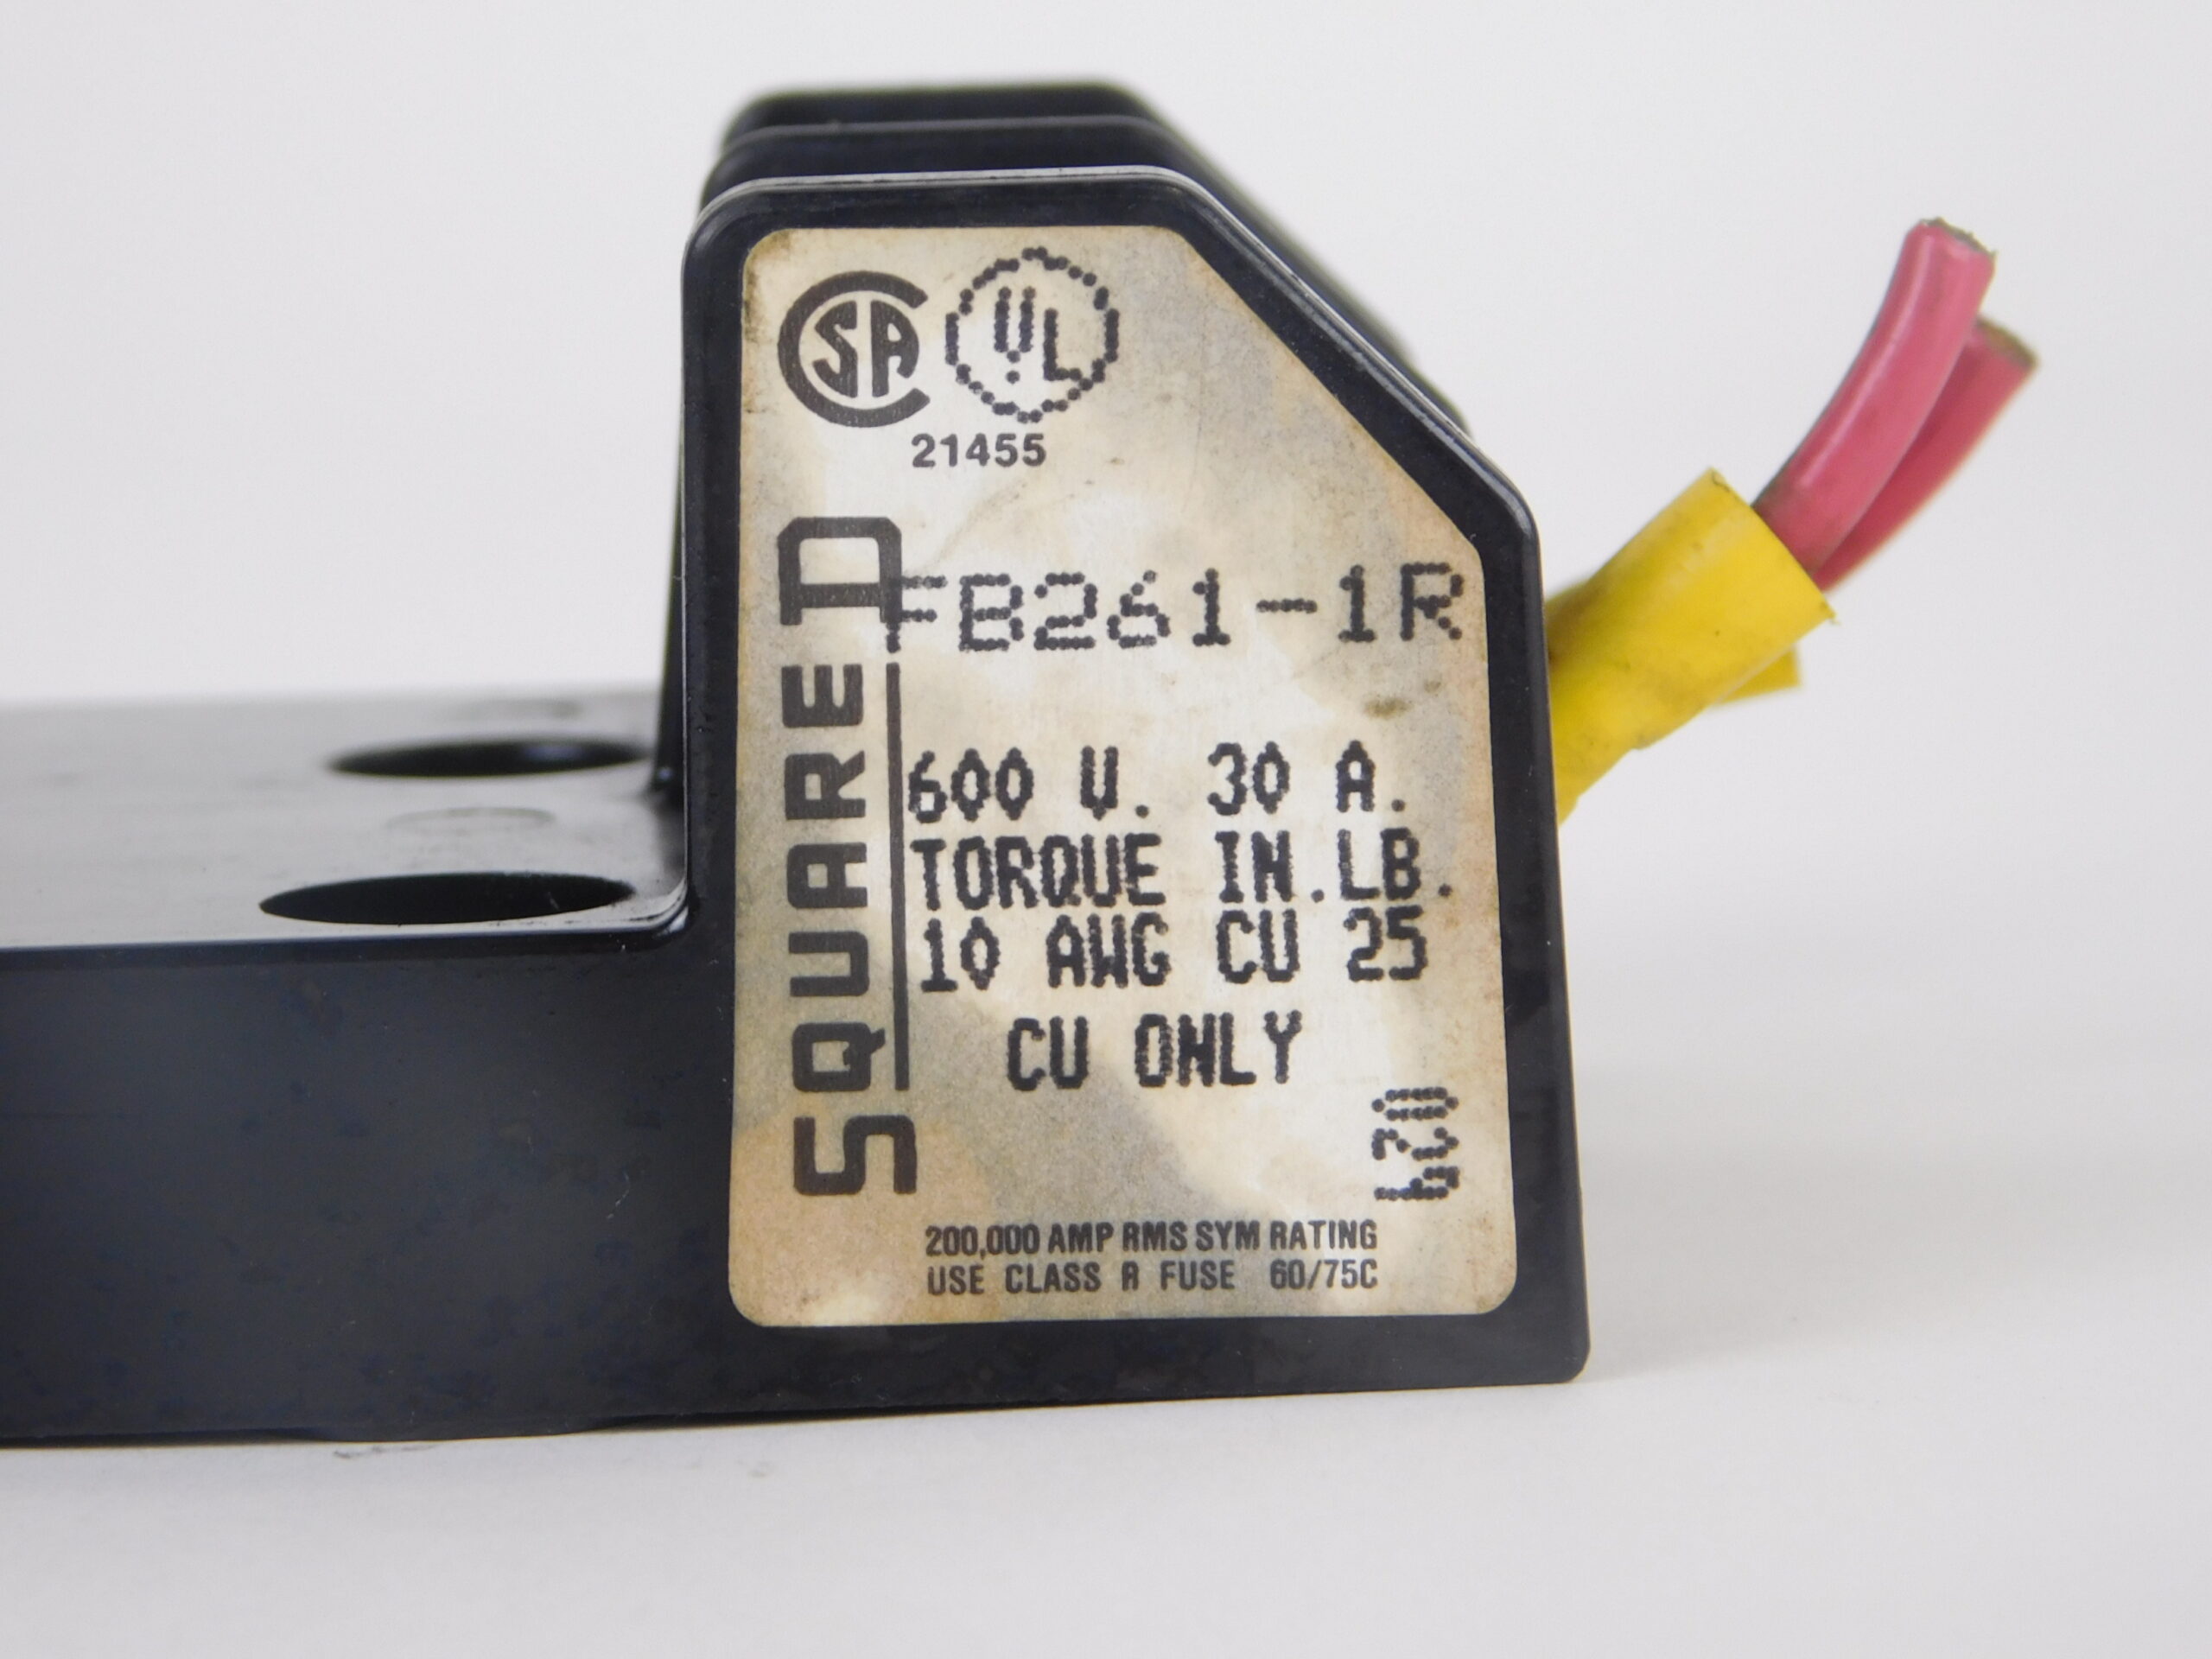 CSA UL
21455
SQUARE D
FB261-1R
600 V. 30 A.
TORQUE IN.LB.
10 AWG CU 25
CU ONLY
200,000 AMP RMS SYM RATING
USE CLASS R FUSE 60/75C